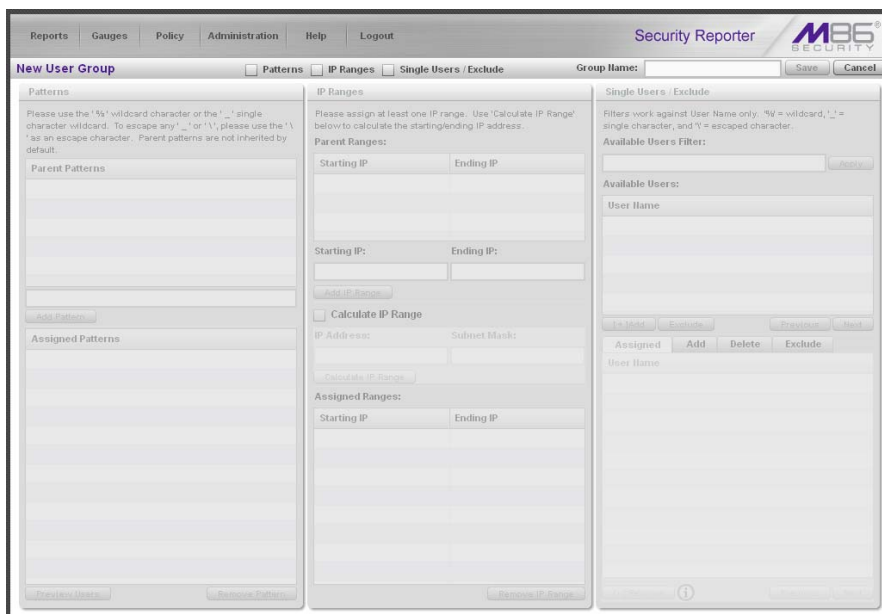 Reports Gauges Policy Administration Help Logout
Security Reporter
M86
SECURITY
New User Group
Patterns IP Ranges Single Users / Exclude
Group Name:
Save Cancel
Patterns
Please use the '%' wildcard character or the '_' single
character wildcard. To escape any '_' or '\', please use the '\
' as an escape character. Parent patterns are not inherited by
default.
Parent Patterns
Add Pattern
Assigned Patterns
Preview Users Remove Pattern
IP Ranges
Please assign at least one IP range. Use 'Calculate IP Range'
below to calculate the starting/ending IP address.
Parent Ranges:
Starting IP Ending IP
Starting IP: Ending IP:
Add IP Range
Calculate IP Range
IP Address: Subnet Mask:
Calculate IP Range
Assigned Ranges:
Starting IP Ending IP
Remove IP Range
Single Users / Exclude
Filters work against User Name only. '%' = wildcard, '_' =
single character, and '\' = escaped character.
Available Users Filter:
Apply
Available Users:
User Name
[+] Add Exclude Previous Next
Assigned Add Delete Exclude
User Name